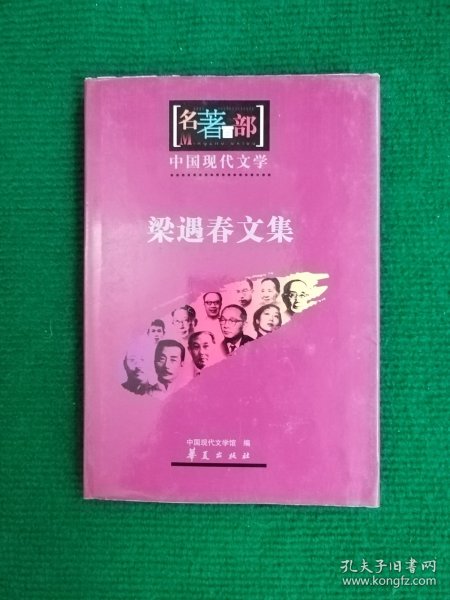 名著部
中国现代文学
梁遇春文集
中国现代文学馆 编
华夏出版社
孔夫子旧书网
www.kongfz.com